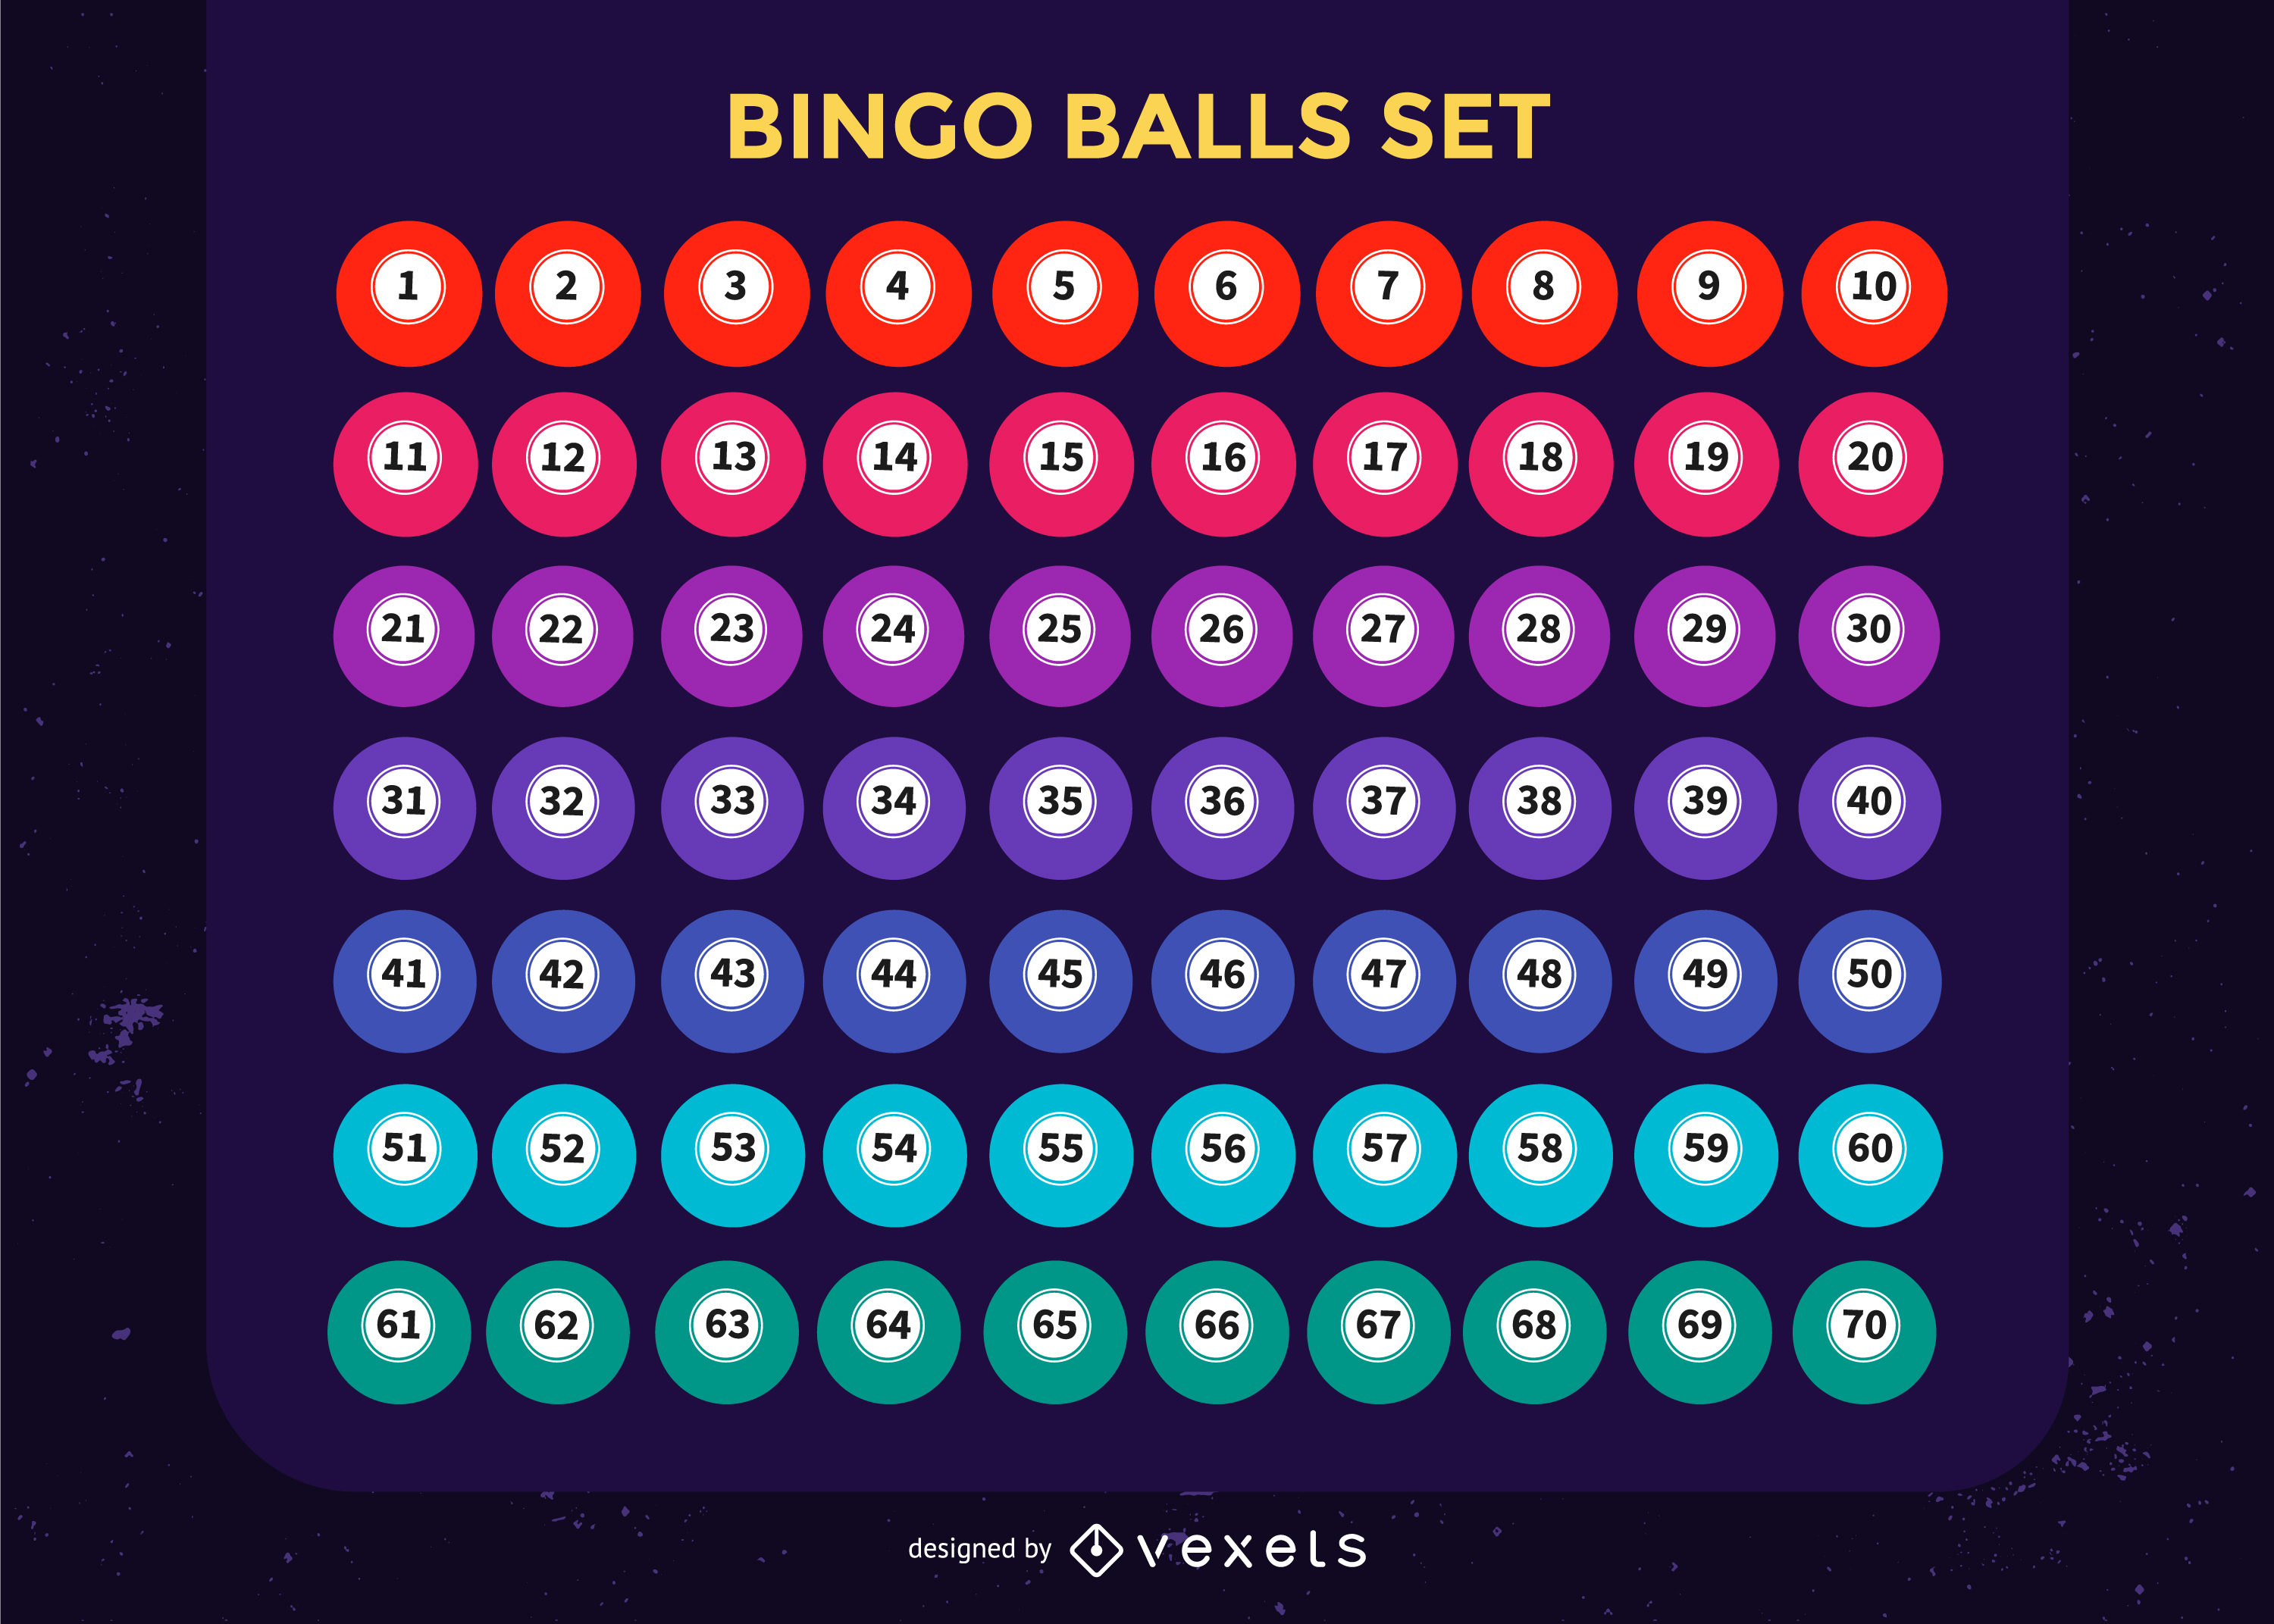 BINGO BALLS SET
1 2 3 4 5 6 7 8 9 10
11 12 13 14 15 16 17 18 19 20
21 22 23 24 25 26 27 28 29 30
31 32 33 34 35 36 37 38 39 40
41 42 43 44 45 46 47 48 49 50
51 52 53 54 55 56 57 58 59 60
61 62 63 64 65 66 67 68 69 70
designed by vexels